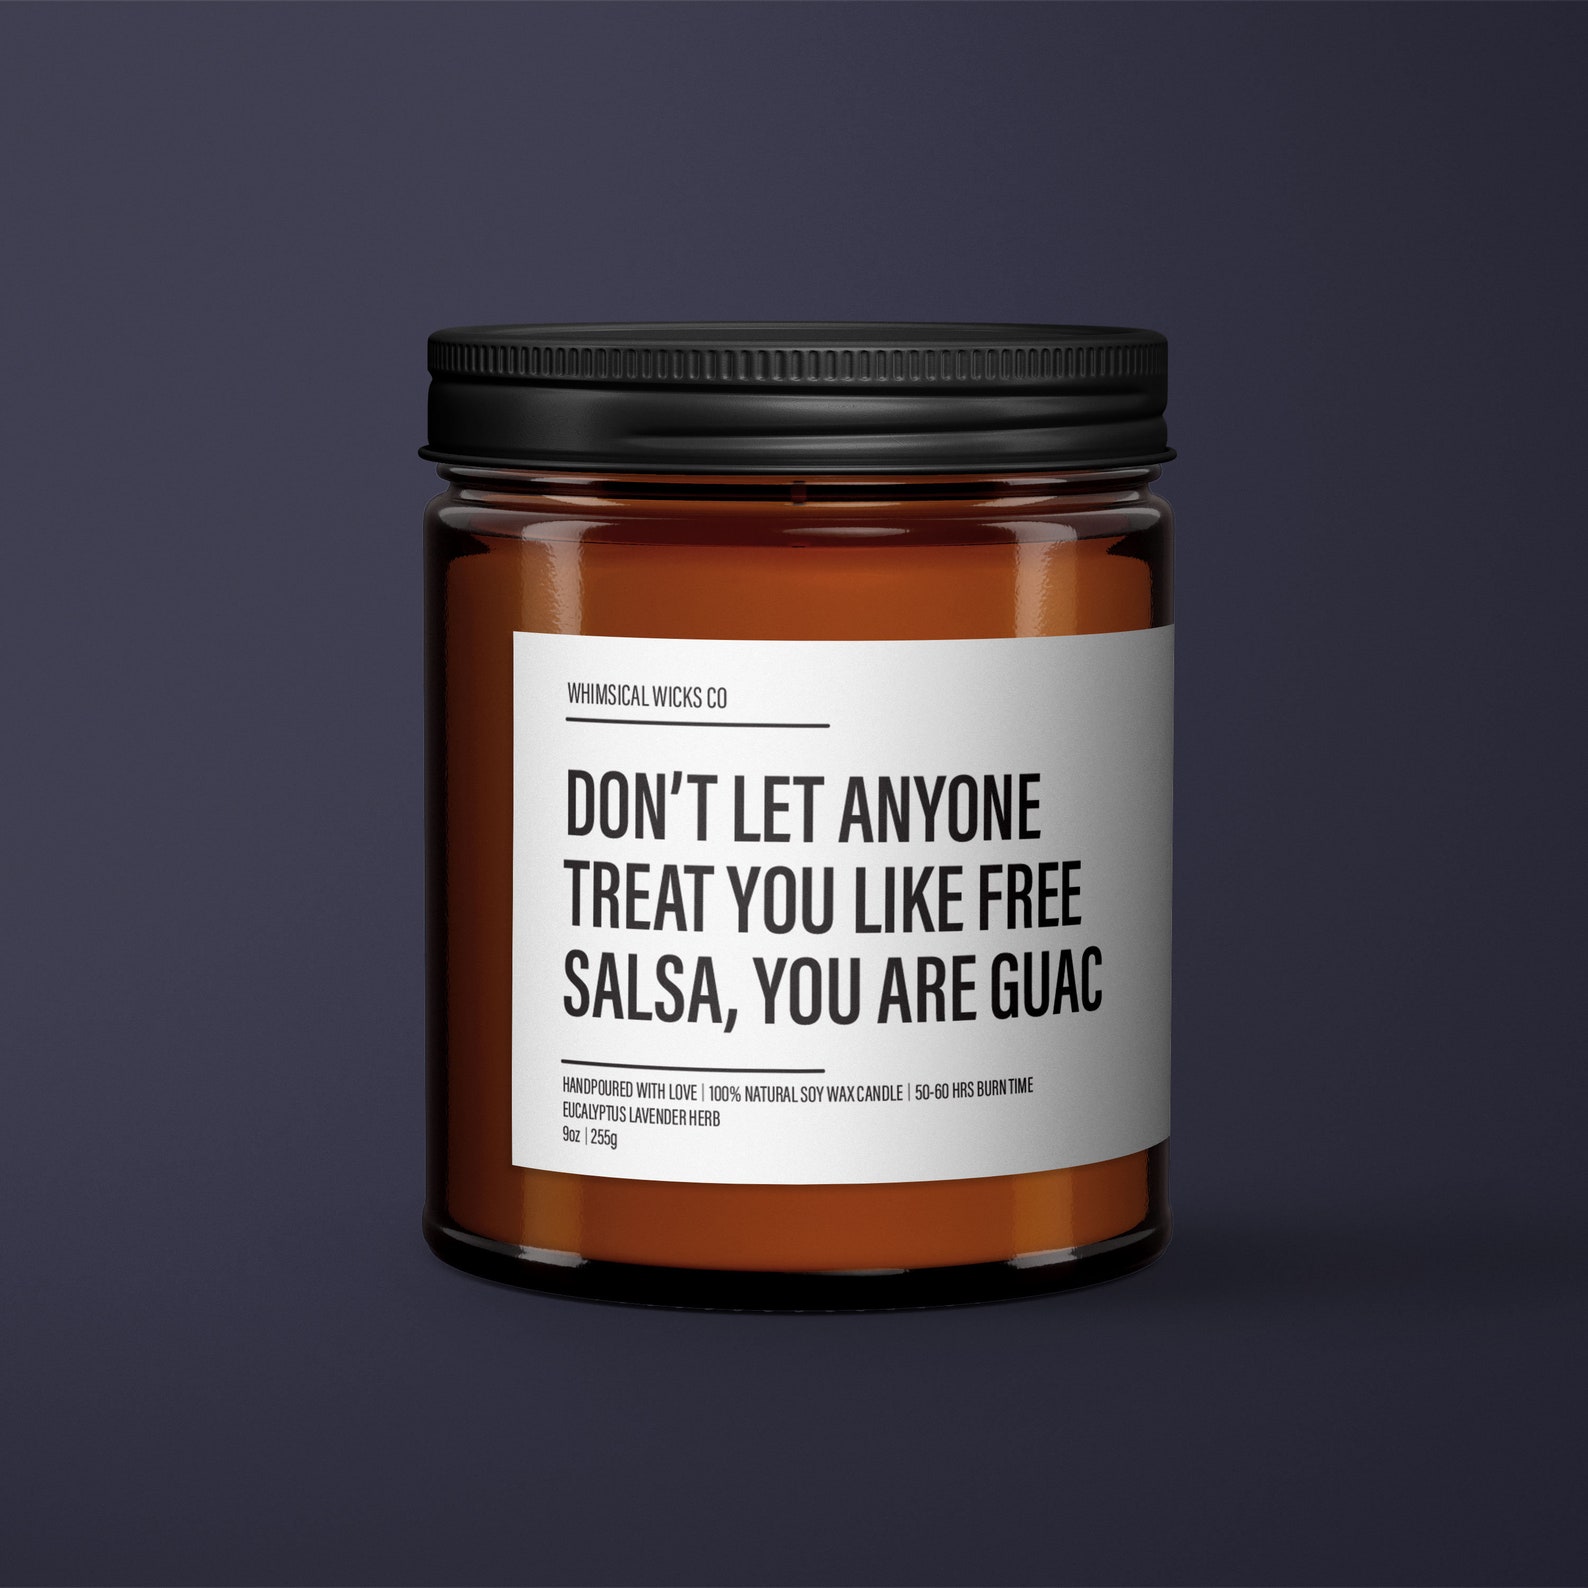 WHIMSICAL WICKS CO
DON’T LET ANYONE
TREAT YOU LIKE FREE
SALSA, YOU ARE GUAC
HANDPOURED WITH LOVE | 100% NATURAL SOY WAX CANDLE | 50-60 HRS BURN TIME
EUCALYPTUS LAVENDER HERB
9oz | 255g